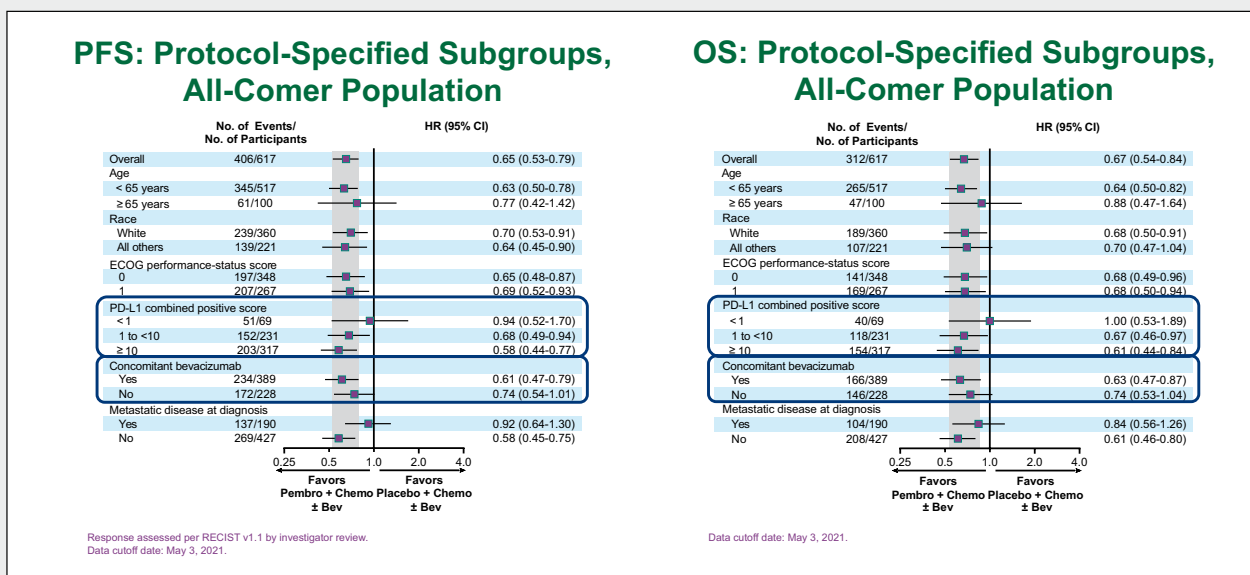 PFS: Protocol-Specified Subgroups,
All-Comer Population
No. of Events/
No. of Participants
HR (95% CI)
Overall 406/617 0.65 (0.53-0.79)
Age
< 65 years 345/517 0.63 (0.50-0.78)
≥ 65 years 61/100 0.77 (0.42-1.42)
Race
White 239/360 0.70 (0.53-0.91)
All others 139/221 0.64 (0.45-0.90)
ECOG performance-status score
0 197/348 0.65 (0.48-0.87)
1 207/267 0.69 (0.52-0.93)
PD-L1 combined positive score
< 1 51/69 0.94 (0.52-1.70)
1 to <10 152/231 0.68 (0.49-0.94)
≥ 10 203/317 0.58 (0.44-0.77)
Concomitant bevacizumab
Yes 234/389 0.61 (0.47-0.79)
No 172/228 0.74 (0.54-1.01)
Metastatic disease at diagnosis
Yes 137/190 0.92 (0.64-1.30)
No 269/427 0.58 (0.45-0.75)
0.25 0.5 1.0 2.0 4.0
Favors Favors
Pembro + Chemo Placebo + Chemo
± Bev ± Bev
Response assessed per RECIST v1.1 by investigator review.
Data cutoff date: May 3, 2021.
OS: Protocol-Specified Subgroups,
All-Comer Population
No. of Events/
No. of Participants
HR (95% CI)
Overall 312/617 0.67 (0.54-0.84)
Age
< 65 years 265/517 0.64 (0.50-0.82)
≥ 65 years 47/100 0.88 (0.47-1.64)
Race
White 189/360 0.68 (0.50-0.91)
All others 107/221 0.70 (0.47-1.04)
ECOG performance-status score
0 141/348 0.68 (0.49-0.96)
1 169/267 0.68 (0.50-0.94)
PD-L1 combined positive score
< 1 40/69 1.00 (0.53-1.89)
1 to <10 118/231 0.67 (0.46-0.97)
≥ 10 154/317 0.61 (0.44-0.84)
Concomitant bevacizumab
Yes 166/389 0.63 (0.47-0.87)
No 146/228 0.74 (0.53-1.04)
Metastatic disease at diagnosis
Yes 104/190 0.84 (0.56-1.26)
No 208/427 0.61 (0.46-0.80)
0.25 0.5 1.0 2.0 4.0
Favors Favors
Pembro + Chemo Placebo + Chemo
± Bev ± Bev
Data cutoff date: May 3, 2021.